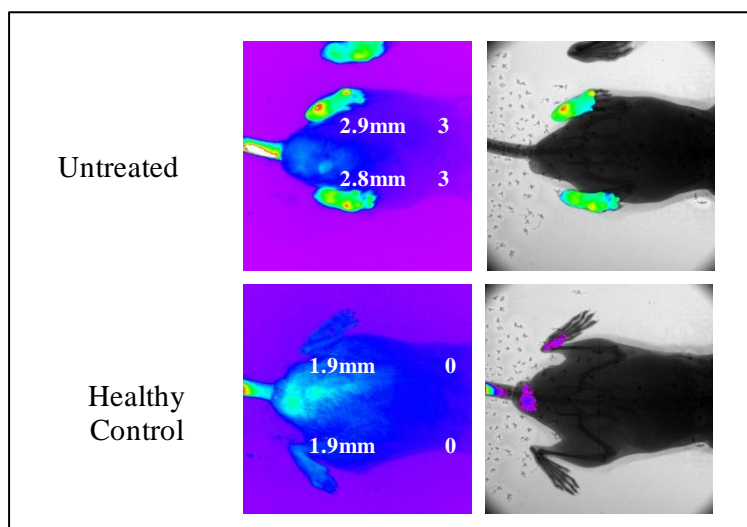 Untreated
2.9mm 3
2.8mm 3
Healthy
Control
1.9mm 0
1.9mm 0